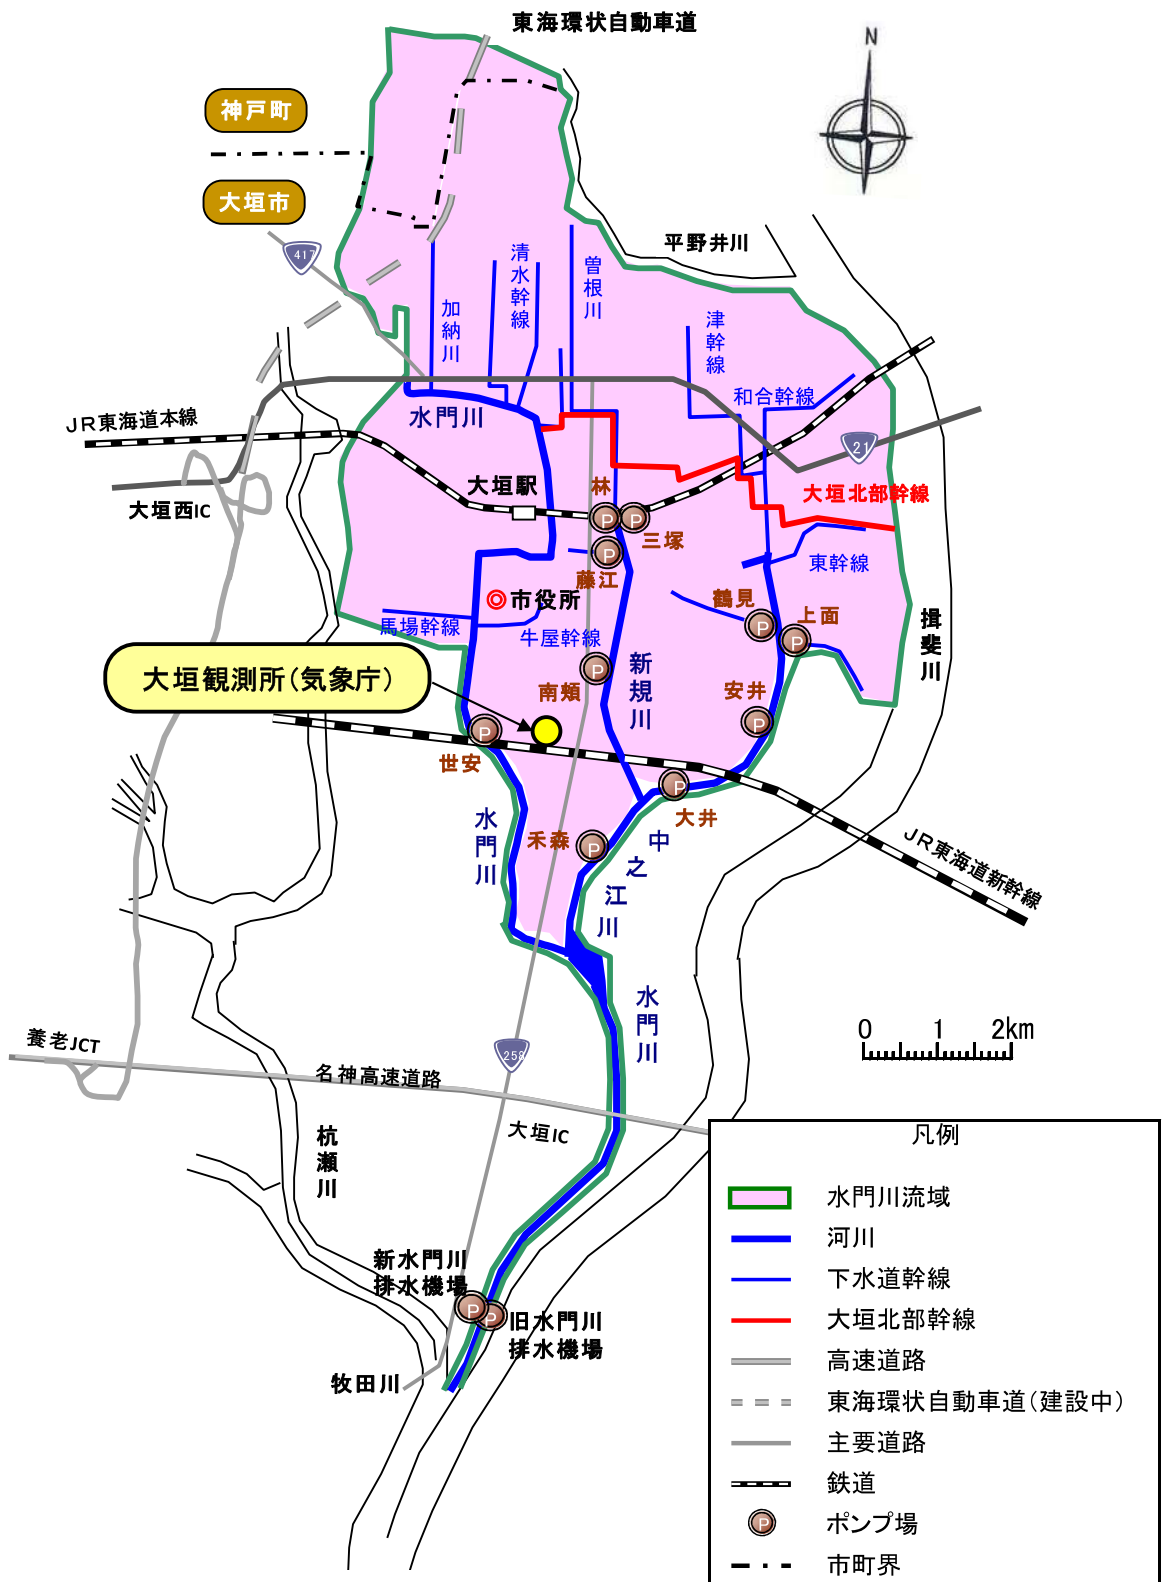 東海環状自動車道
N
神戸町
大垣市
417
平野井川
清水幹線
曽根川
加納川
津幹線
和合幹線
水門川
JR東海道本線
21
大垣駅
林
大垣北部幹線
大垣西IC
P
P
三塚
P
藤江
東幹線
鶴見
市役所
上面
揖斐川
P
P
馬場幹線
牛屋幹線
大垣観測所(気象庁)
新規川
P
南頬
安井
P
P
世安
P
大井
水門川
禾森
P
中之江川
JR東海道新幹線
水門川
0 1 2km
養老JCT
258
名神高速道路
大垣IC
杭瀬川
新水門川
排水機場
P
P
旧水門川
排水機場
牧田川
凡例
水門川流域
河川
下水道幹線
大垣北部幹線
高速道路
東海環状自動車道(建設中)
主要道路
鉄道
P
ポンプ場
市町界